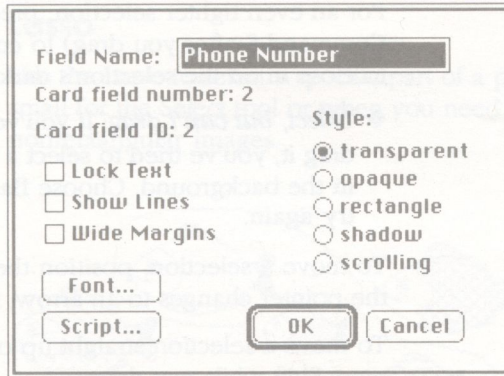 Field Name: Phone Number
Card field number: 2
Card field ID: 2
Lock Text
Show Lines
Wide Margins
Style:
transparent
opaque
rectangle
shadow
scrolling
Font...
Script...
OK
Cancel